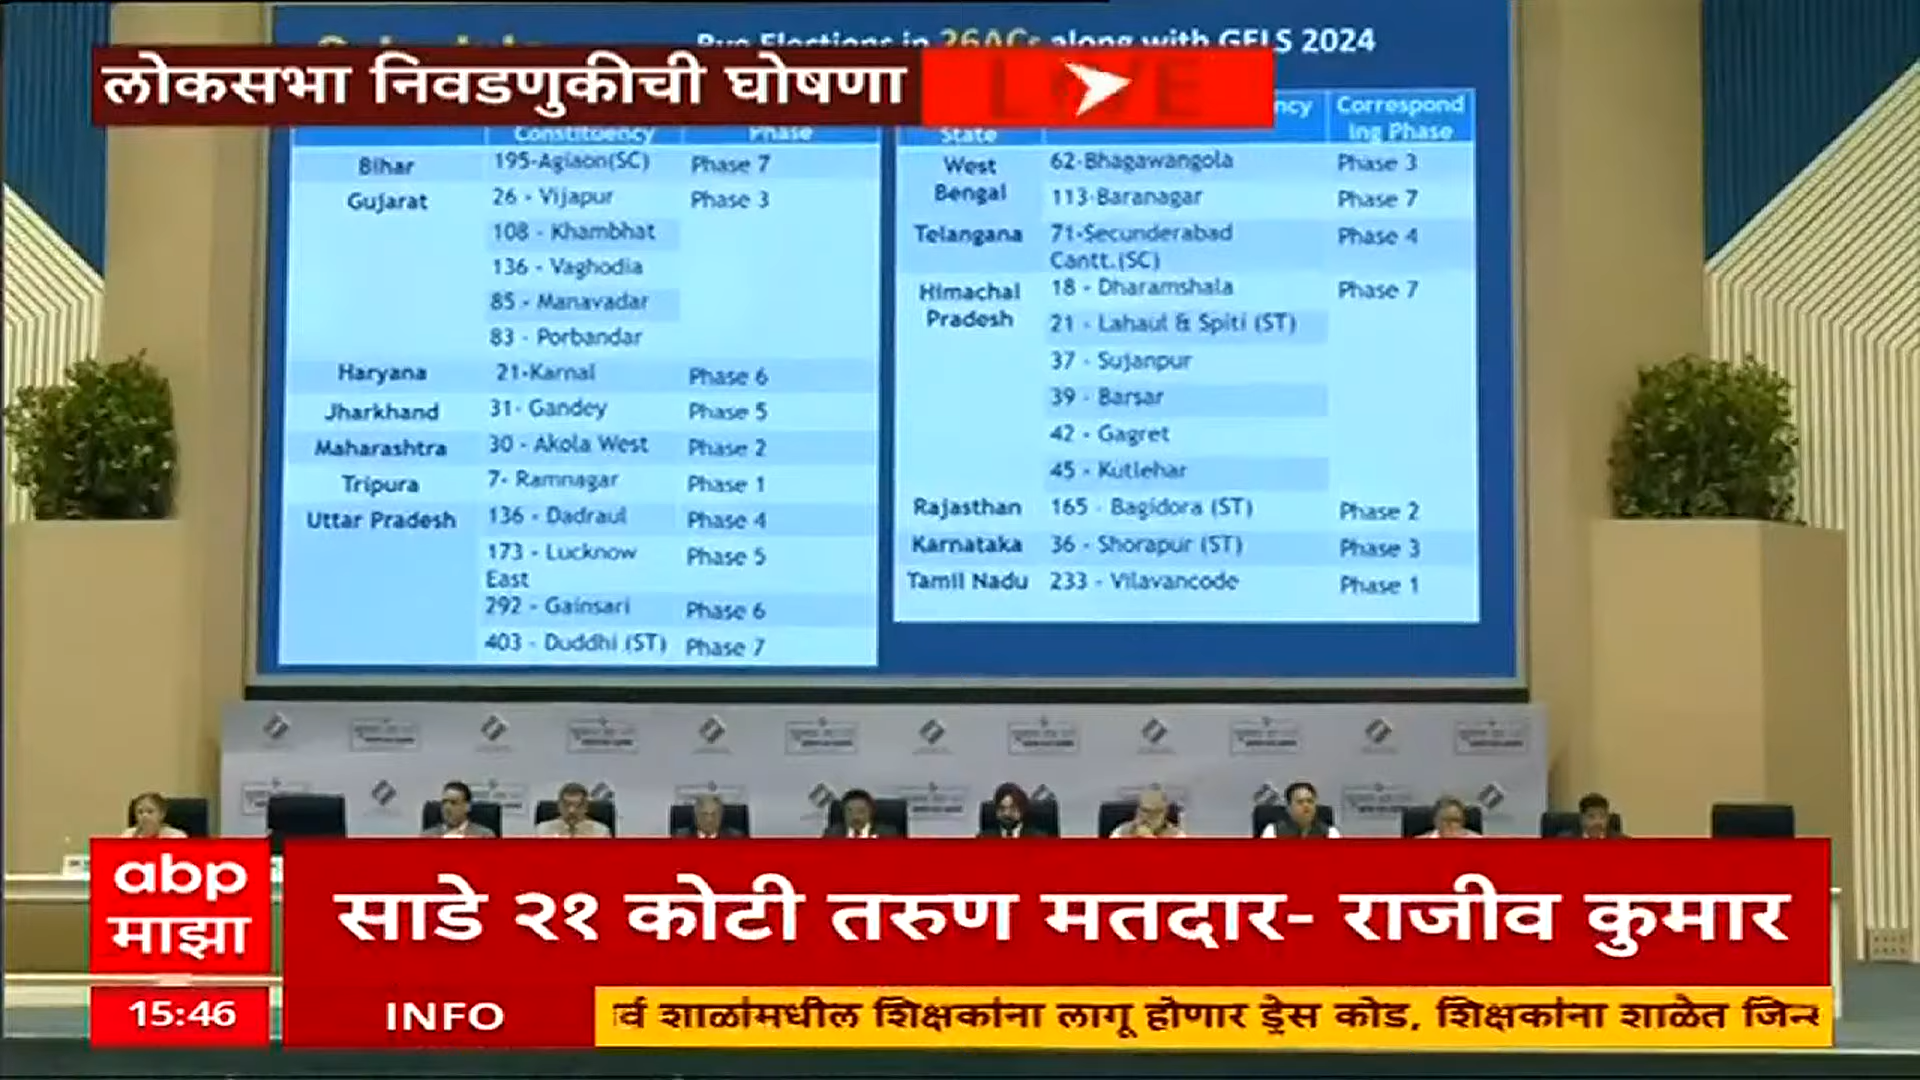 Bye Elections in 26ACs along with GELS 2024
लोकसभा निवडणुकीची घोषणा
LIVE
Constituency Phase
State Correspond
ing Phase
Bihar 195-Agiaon(SC) Phase 7
Gujarat 26 - Vijapur Phase 3
108 - Khambhat
136 - Vaghodia
85 - Manavadar
83 - Porbandar
Haryana 21-Karnal Phase 6
Jharkhand 31- Gandey Phase 5
Maharashtra 30 - Akola West Phase 2
Tripura 7- Ramnagar Phase 1
Uttar Pradesh 136 - Dadraul Phase 4
173 - Lucknow Phase 5
East
292 - Gainsari Phase 6
403 - Duddhi (ST) Phase 7
West 62-Bhagawangola Phase 3
Bengal 113-Baranagar Phase 7
Telangana 71-Secunderabad Phase 4
Cantt.(SC)
Himachal 18 - Dharamshala Phase 7
Pradesh 21 - Lahaul & Spiti (ST)
37 - Sujanpur
39 - Barsar
42 - Gagret
45 - Kutlehar
Rajasthan 165 - Bagidora (ST) Phase 2
Karnataka 36 - Shorapur (ST) Phase 3
Tamil Nadu 233 - Vilavancode Phase 1
abp
माझा
साडे २१ कोटी तरुण मतदार- राजीव कुमार
15:46
INFO
र्व शाळांमधील शिक्षकांना लागू होणार ड्रेस कोड, शिक्षकांना शाळेत जिन्स